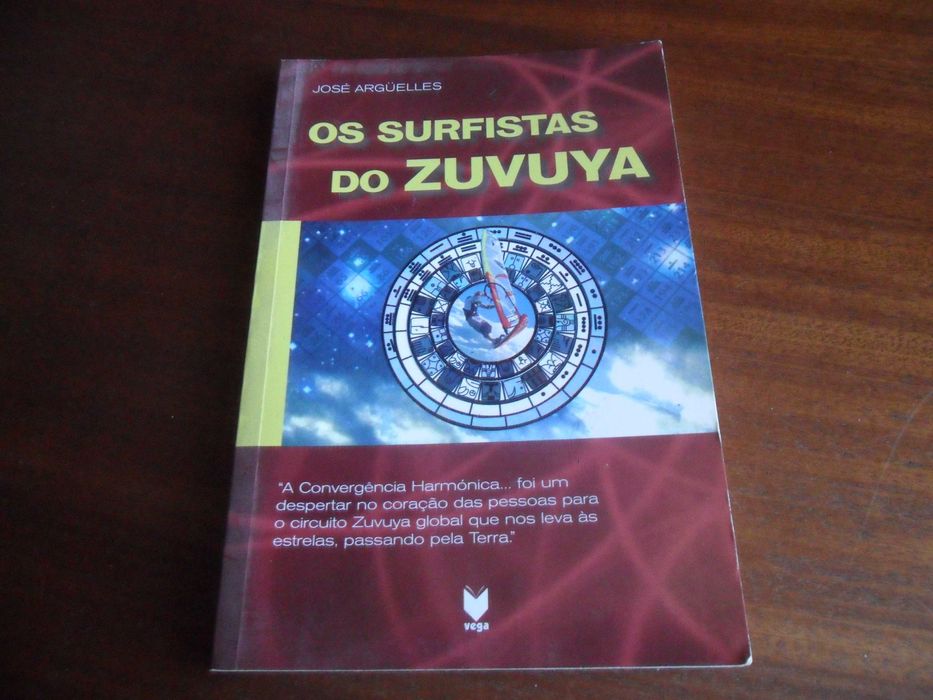 JOSÉ ARGÜELLES
OS SURFISTAS
DO ZUVUYA
"A Convergência Harmónica... foi um
despertar no coração das pessoas para
o circuito Zuvuya global que nos leva às
estrelas, passando pela Terra."
vega